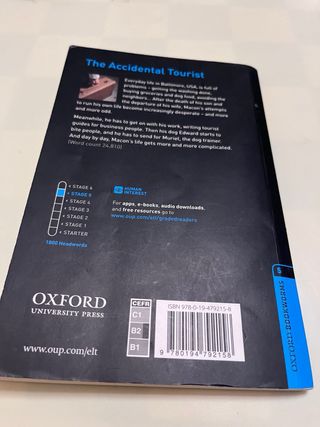 The Accidental Tourist
Everyday life in Baltimore, USA, is full of
problems – getting the washing done,
buying groceries and dog food, avoiding the
neighbors... After the death of his son and
the departure of his wife, Macon's attempts
to run his own life become increasingly desperate – and more
and more odd.
Meanwhile, he has to get on with his work, writing tourist
guides for business people. Then his dog Edward starts to
bite people, and he has to send for Muriel, the dog trainer.
And day by day, Macon's life gets more and more complicated.
[Word count 24,810]
STAGE 6
STAGE 5
STAGE 4
STAGE 3
STAGE 2
STAGE 1
STARTER
1800 Headwords
HUMAN
INTEREST
For apps, e-books, audio downloads,
and free resources go to
www.oup.com/elt/gradedreaders
5
OXFORD BOOKWORMS
OXFORD
UNIVERSITY PRESS
www.oup.com/elt
CEFR
C1
B2
B1
ISBN 978-0-19-479215-8
9 780194 792158